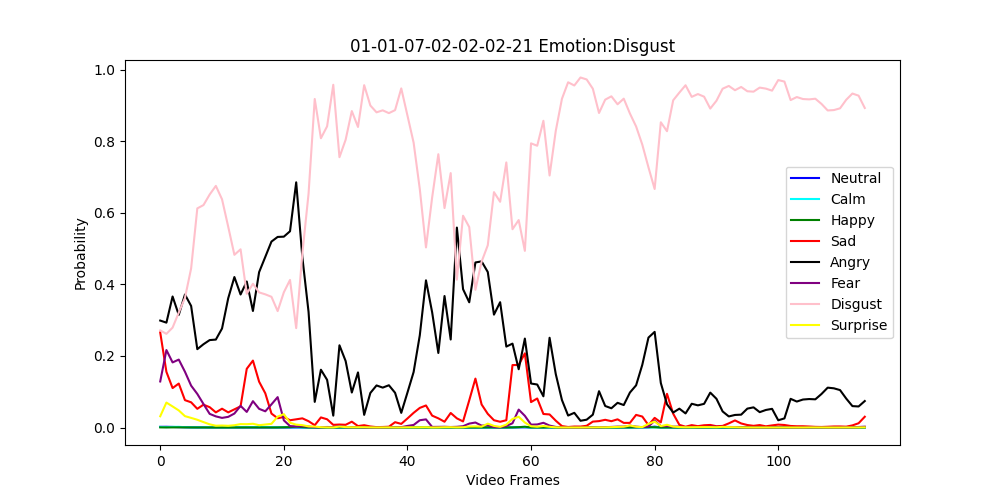 01-01-07-02-02-02-21 Emotion:Disgust
Probability
1.0
0.8
0.6
0.4
0.2
0.0
0
20
40
60
80
100
Video Frames
Neutral
Calm
Happy
Sad
Angry
Fear
Disgust
Surprise